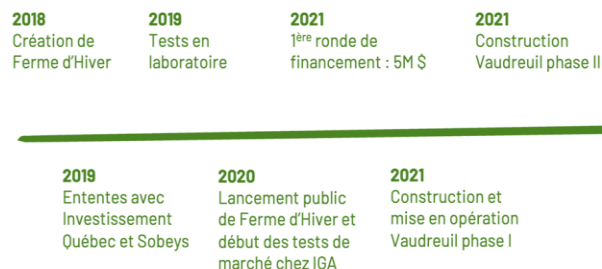 2018
Création de
Ferme d'Hiver
2019
Tests en
laboratoire
2021
1ère ronde de
financement : 5M $
2021
Construction
Vaudreuil phase II
2019
Ententes avec
Investissement
Québec et Sobeys
2020
Lancement public
de Ferme d'Hiver et
début des tests de
marché chez IGA
2021
Construction et
mise en opération
Vaudreuil phase I